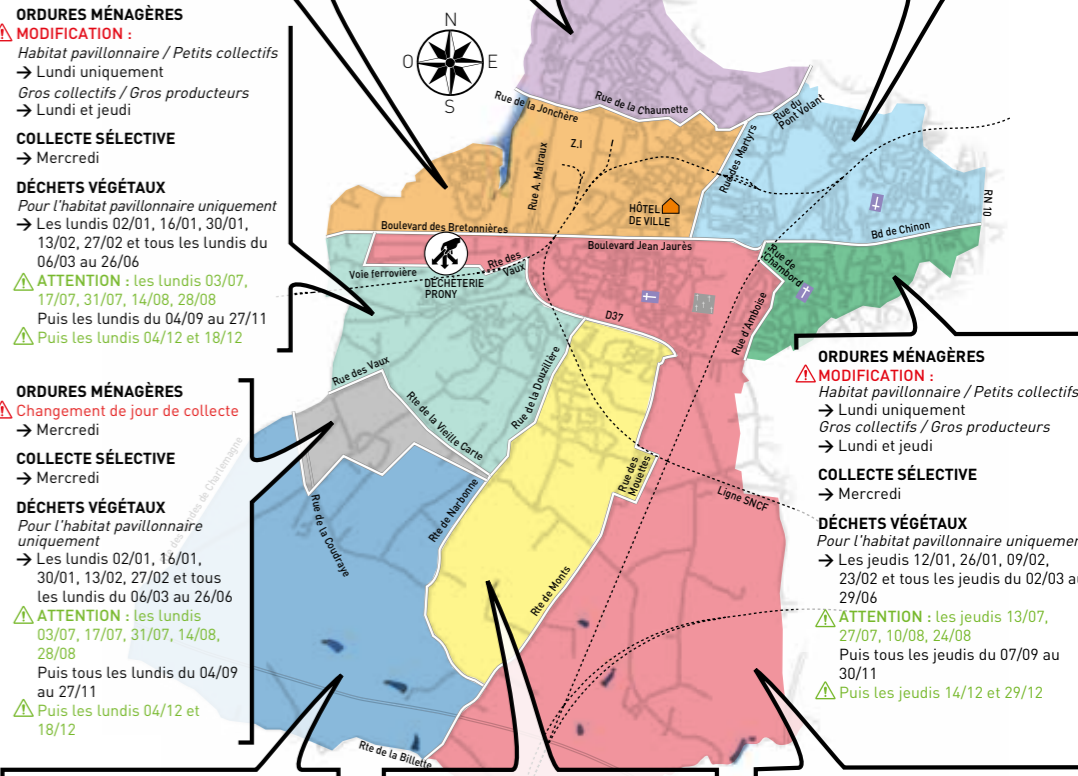 ORDURES MÉNAGÈRES
MODIFICATION :
Habitat pavillonnaire / Petits collectifs
→ Lundi uniquement
Gros collectifs / Gros producteurs
→ Lundi et jeudi
COLLECTE SÉLECTIVE
→ Mercredi
DÉCHETS VÉGÉTAUX
Pour l'habitat pavillonnaire uniquement
→ Les lundis 02/01, 16/01, 30/01,
13/02, 27/02 et tous les lundis du
06/03 au 26/06
ATTENTION : les lundis 03/07,
17/07, 31/07, 14/08, 28/08
Puis les lundis du 04/09 au 27/11
Puis les lundis 04/12 et 18/12
ORDURES MÉNAGÈRES
Changement de jour de collecte
→ Mercredi
COLLECTE SÉLECTIVE
→ Mercredi
DÉCHETS VÉGÉTAUX
Pour l'habitat pavillonnaire
uniquement
→ Les lundis 02/01, 16/01,
30/01, 13/02, 27/02 et tous
les lundis du 06/03 au 26/06
ATTENTION : les lundis
03/07, 17/07, 31/07, 14/08,
28/08
Puis tous les lundis du 04/09
au 27/11
Puis les lundis 04/12 et
18/12
N
O
E
S
Rue de la Jonchère
Rue de la Chaumette
Rue du
Pont Volant
Z.I
Rue A. Malraux
Rue des Martyrs
HÔTEL
DE VILLE
RN 10
Boulevard des Bretonnières
Boulevard Jean Jaurès
Bd de Chinon
Voie ferrovière
DÉCHÈTERIE
PRONY
Rte des
Vaux
Rue de
Chambord
D37
Rue d'Amboise
Rue des Vaux
Rte de la Vieille Carte
Rue de la Douzillère
de Charlemagne
Rue de la Coudraye
Rte de Narbonne
Rue des
Mouettes
Ligne SNCF
Rte de Monts
Rte de la Billette
ORDURES MÉNAGÈRES
MODIFICATION :
Habitat pavillonnaire / Petits collectifs
→ Lundi uniquement
Gros collectifs / Gros producteurs
→ Lundi et jeudi
COLLECTE SÉLECTIVE
→ Mercredi
DÉCHETS VÉGÉTAUX
Pour l'habitat pavillonnaire uniquemen
→ Les jeudis 12/01, 26/01, 09/02,
23/02 et tous les jeudis du 02/03 au
29/06
ATTENTION : les jeudis 13/07,
27/07, 10/08, 24/08
Puis tous les jeudis du 07/09 au
30/11
Puis les jeudis 14/12 et 29/12